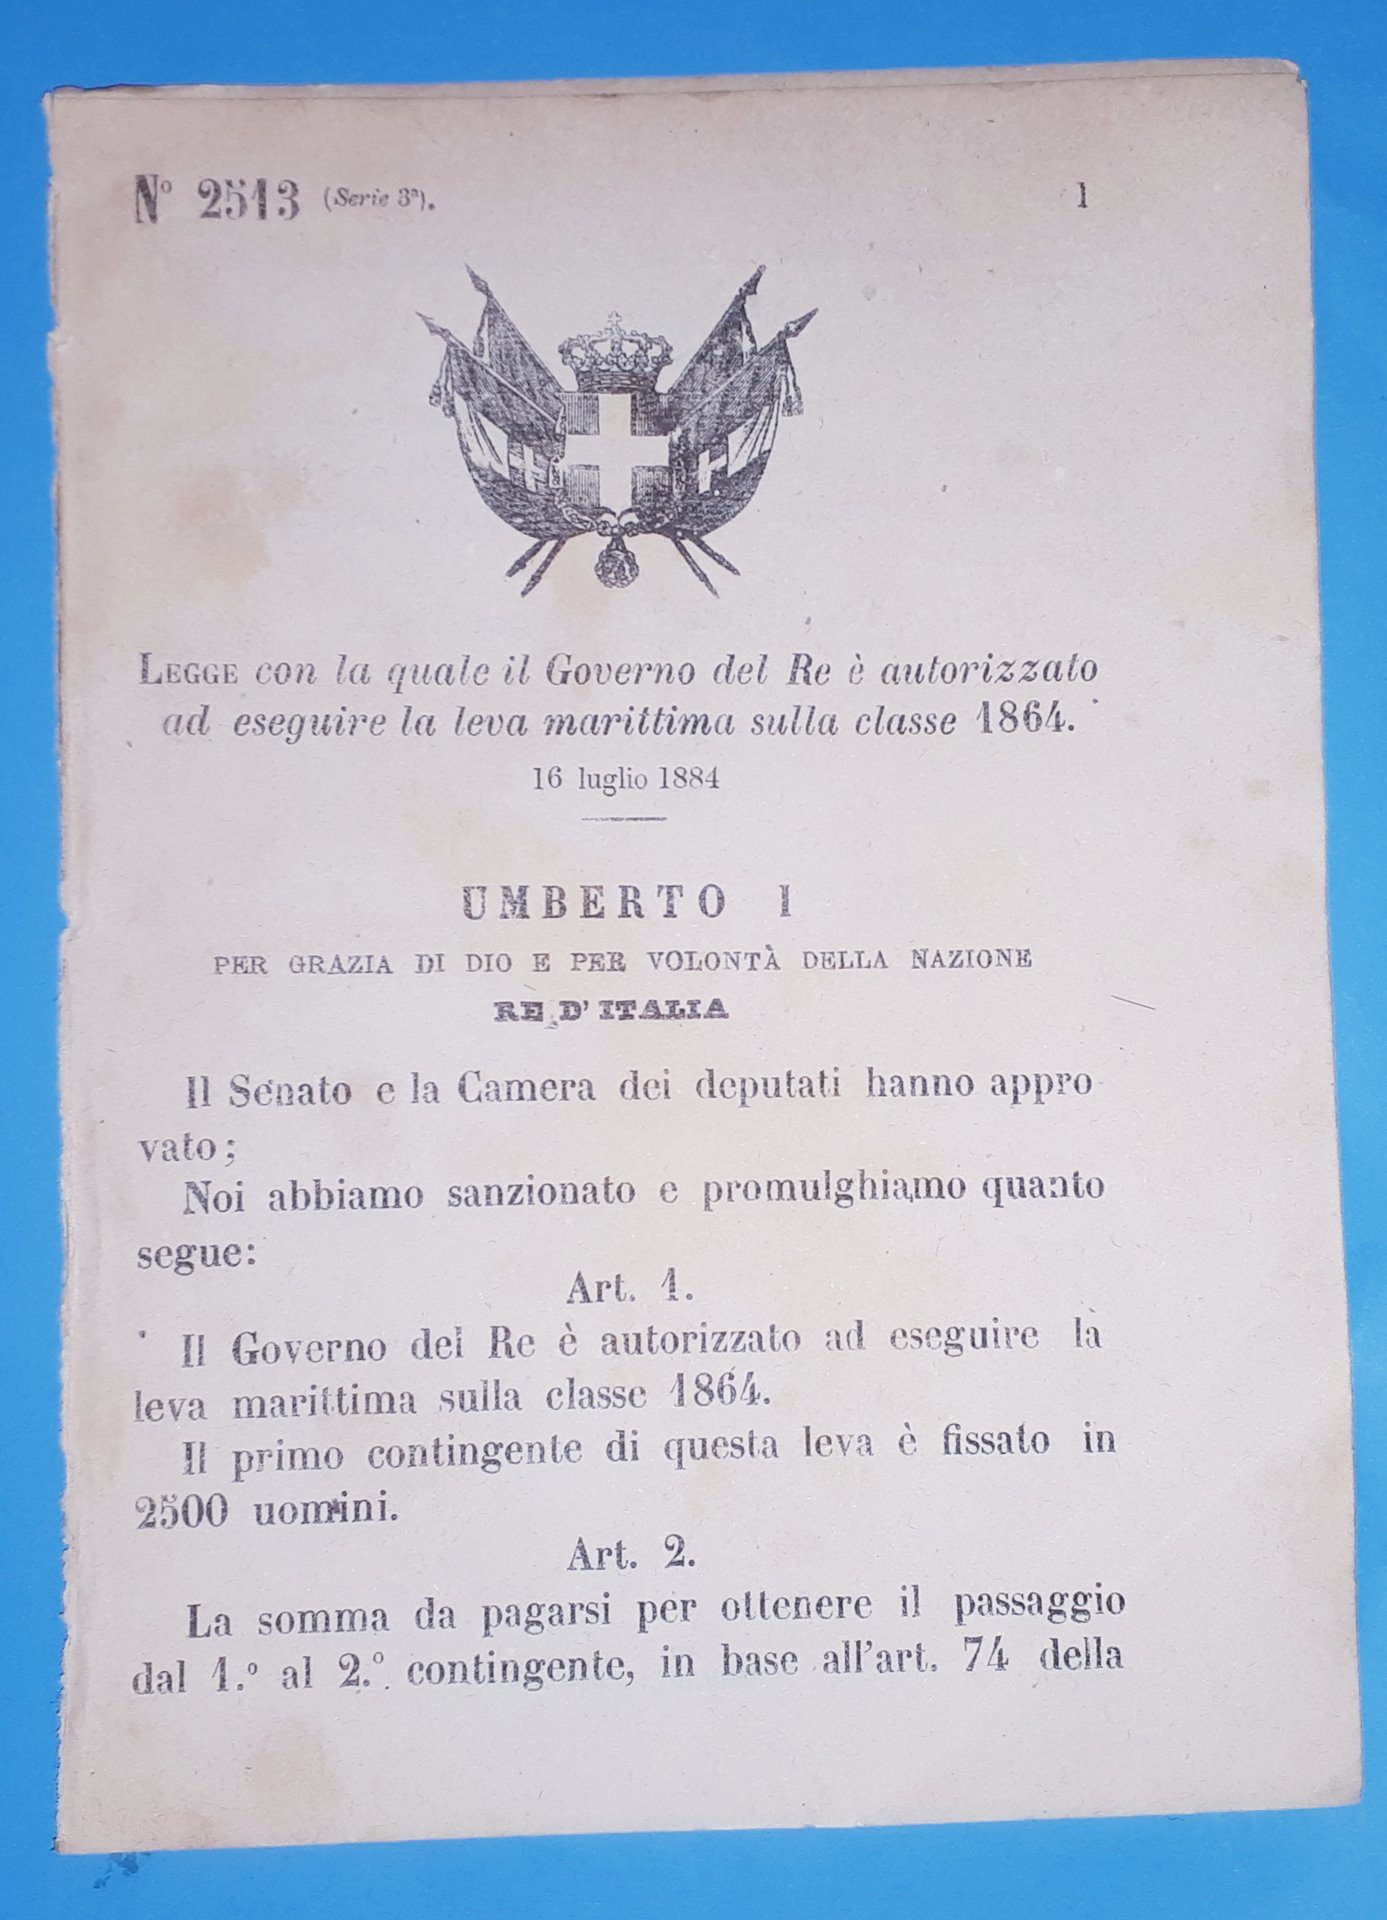 N° 2513 (Serie 3ª).
1
LEGGE con la quale il Governo del Re è autorizzato
ad eseguire la leva marittima sulla classe 1864.
16 luglio 1884
UMBERTO I
PER GRAZIA DI DIO E PER VOLONTÀ DELLA NAZIONE
RE D'ITALIA
Il Senato e la Camera dei deputati hanno appro-
vato;
Noi abbiamo sanzionato e promulghiamo quanto
segue:
Art. 1.
Il Governo del Re è autorizzato ad eseguire la
leva marittima sulla classe 1864.
Il primo contingente di questa leva è fissato in
2500 uomini.
Art. 2.
La somma da pagarsi per ottenere il passaggio
dal 1.° al 2.° contingente, in base all'art. 74 della